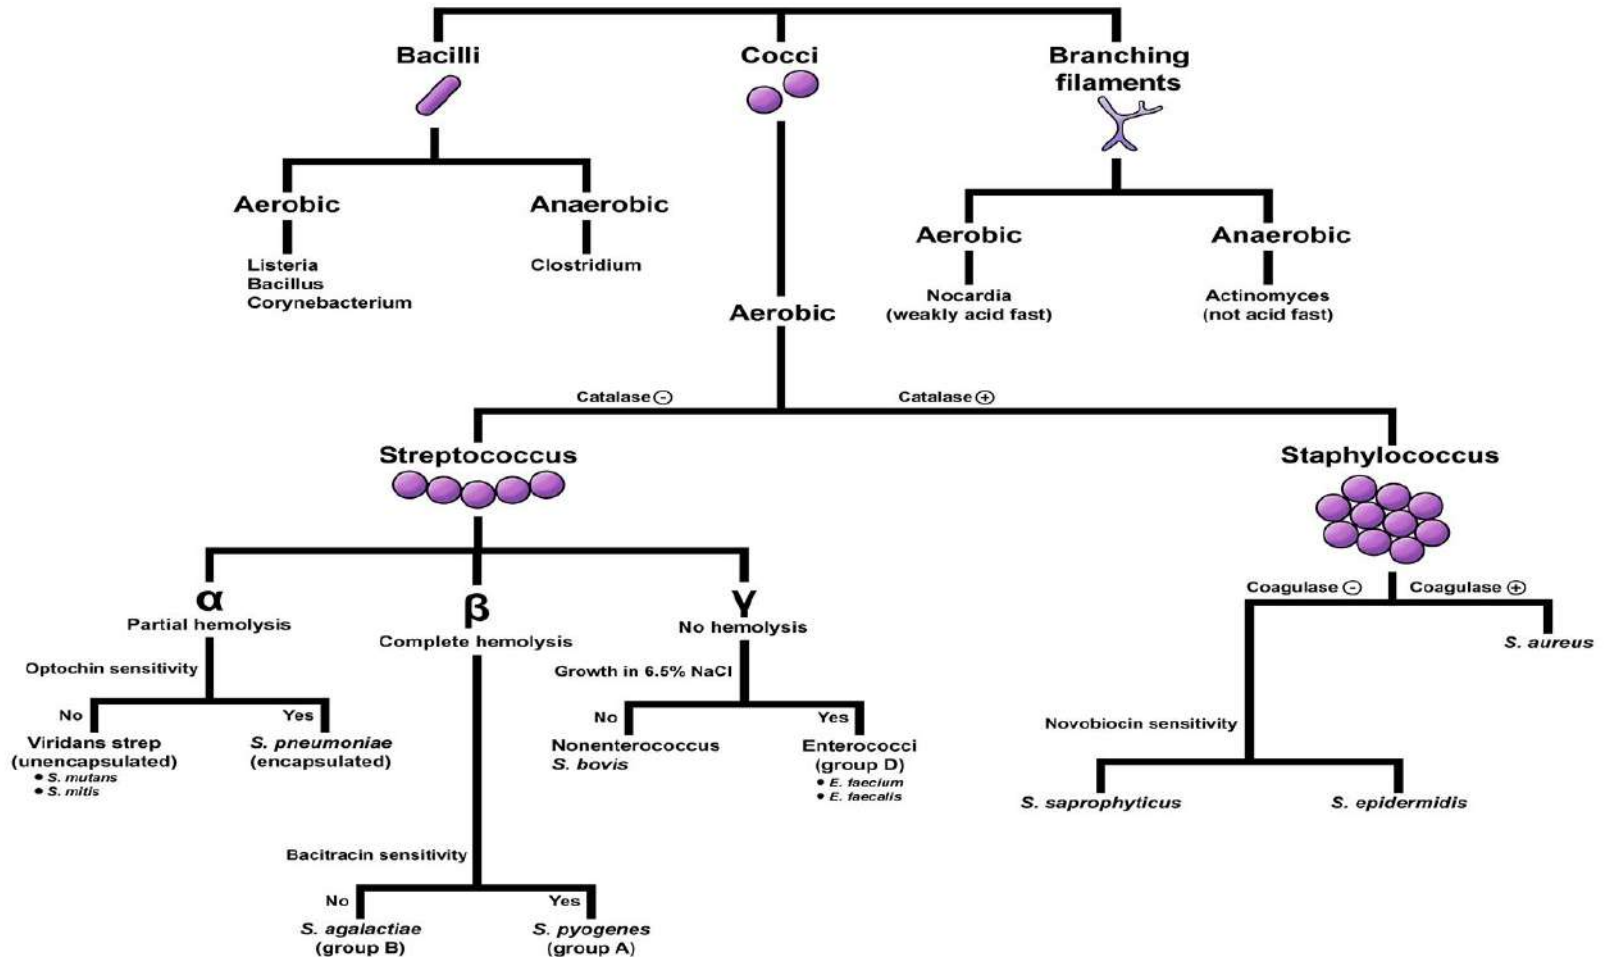 Bacilli
Cocci
Branching
filaments
Aerobic
Anaerobic
Listeria
Bacillus
Corynebacterium
Clostridium
Aerobic
Aerobic
Anaerobic
Nocardia
(weakly acid fast)
Actinomyces
(not acid fast)
Catalase ⊖
Catalase ⊕
Streptococcus
Staphylococcus
α
Partial hemolysis
β
Complete hemolysis
γ
No hemolysis
Optochin sensitivity
No
Yes
Viridans strep
(unencapsulated)
• S. mutans
• S. mitis
S. pneumoniae
(encapsulated)
Growth in 6.5% NaCl
No
Yes
Nonenterococcus
S. bovis
Enterococci
(group D)
• E. faecium
• E. faecalis
Bacitracin sensitivity
No
Yes
S. agalactiae
(group B)
S. pyogenes
(group A)
Coagulase ⊖
Coagulase ⊕
S. aureus
Novobiocin sensitivity
S. saprophyticus
S. epidermidis